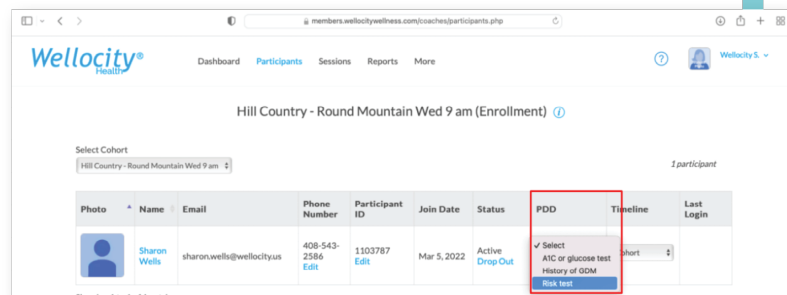 members.wellocitywellness.com/coaches/participants.php
Wellocity®
Health
Dashboard Participants Sessions Reports More
? Wellocity S.
Hill Country - Round Mountain Wed 9 am (Enrollment) i
Select Cohort
Hill Country - Round Mountain Wed 9 am
1 participant
Photo Name Email Phone Number Participant ID Join Date Status PDD Timeline Last Login
Sharon Wells sharon.wells@wellocity.us 408-543-2586 Edit 1103787 Edit Mar 5, 2022 Active Drop Out
✓ Select
A1C or glucose test
History of GDM
Risk test